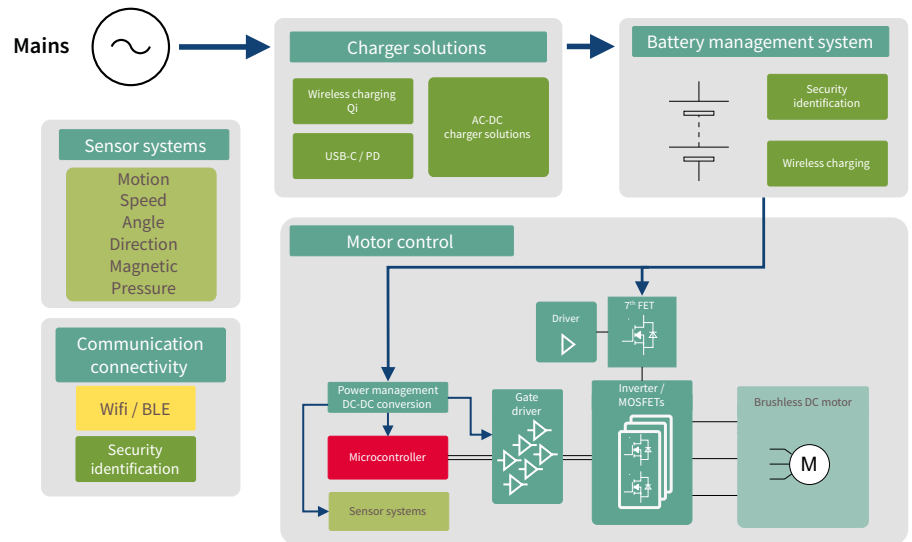 Mains
Charger solutions
Wireless charging
Qi
USB-C / PD
AC-DC
charger solutions
Battery management system
Security
identification
Wireless charging
Sensor systems
Motion
Speed
Angle
Direction
Magnetic
Pressure
Communication
connectivity
Wifi / BLE
Security
identification
Motor control
7th FET
Driver
Power management
DC-DC conversion
Microcontroller
Sensor systems
Gate
driver
Inverter /
MOSFETs
Brushless DC motor
M